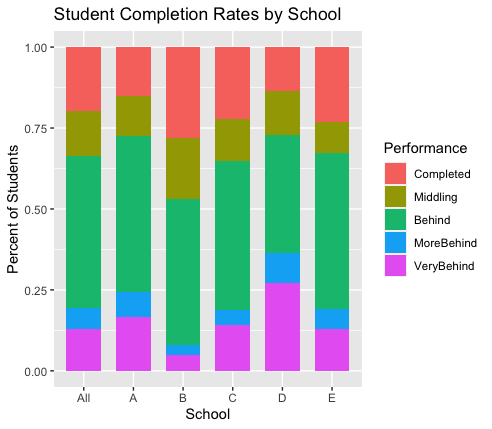 Student Completion Rates by School
Percent of Students
1.00
0.75
0.50
0.25
0.00
All A B C D E
School
Performance
Completed
Middling
Behind
MoreBehind
VeryBehind